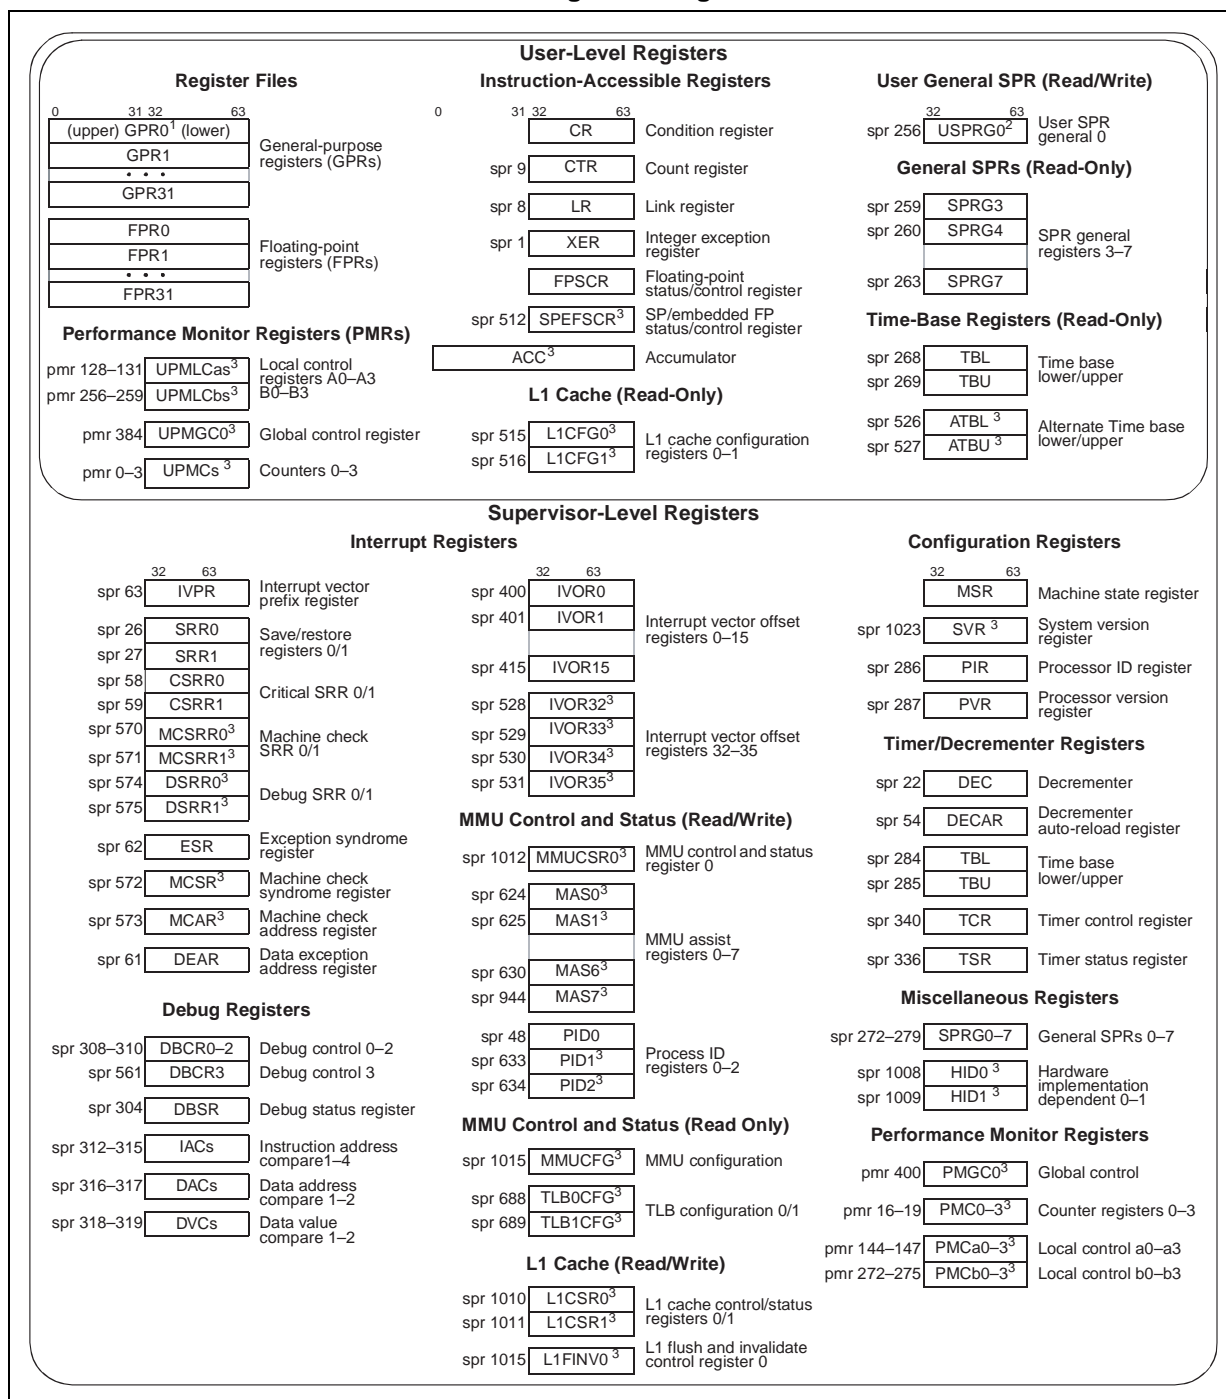 User-Level Registers
Register Files
0 31 32 63
(upper) GPR0¹ (lower)
GPR1
• • •
GPR31
General-purpose
registers (GPRs)
FPR0
FPR1
• • •
FPR31
Floating-point
registers (FPRs)
Performance Monitor Registers (PMRs)
pmr 128–131 UPMLCas³
pmr 256–259 UPMLCbs³
Local control
registers A0–A3
B0–B3
pmr 384 UPMGC0³ Global control register
pmr 0–3 UPMCs ³ Counters 0–3
Instruction-Accessible Registers
0 31 32 63
CR Condition register
spr 9 CTR Count register
spr 8 LR Link register
spr 1 XER Integer exception
register
FPSCR Floating-point
status/control register
spr 512 SPEFSCR³ SP/embedded FP
status/control register
ACC³ Accumulator
L1 Cache (Read-Only)
spr 515 L1CFG0³
spr 516 L1CFG1³
L1 cache configuration
registers 0–1
User General SPR (Read/Write)
32 63
spr 256 USPRG0² User SPR
general 0
General SPRs (Read-Only)
spr 259 SPRG3
spr 260 SPRG4
spr 263 SPRG7
SPR general
registers 3–7
Time-Base Registers (Read-Only)
spr 268 TBL
spr 269 TBU
Time base
lower/upper
spr 526 ATBL ³
spr 527 ATBU ³
Alternate Time base
lower/upper
Supervisor-Level Registers
Interrupt Registers
32 63
spr 63 IVPR Interrupt vector
prefix register
spr 26 SRR0
spr 27 SRR1
Save/restore
registers 0/1
spr 58 CSRR0
spr 59 CSRR1
Critical SRR 0/1
spr 570 MCSRR0³
spr 571 MCSRR1³
Machine check
SRR 0/1
spr 574 DSRR0³
spr 575 DSRR1³
Debug SRR 0/1
spr 62 ESR Exception syndrome
register
spr 572 MCSR³ Machine check
syndrome register
spr 573 MCAR³ Machine check
address register
spr 61 DEAR Data exception
address register
Debug Registers
spr 308–310 DBCR0–2 Debug control 0–2
spr 561 DBCR3 Debug control 3
spr 304 DBSR Debug status register
spr 312–315 IACs Instruction address
compare1–4
spr 316–317 DACs Data address
compare 1–2
spr 318–319 DVCs Data value
compare 1–2
32 63
spr 400 IVOR0
spr 401 IVOR1
spr 415 IVOR15
Interrupt vector offset
registers 0–15
spr 528 IVOR32³
spr 529 IVOR33³
spr 530 IVOR34³
spr 531 IVOR35³
Interrupt vector offset
registers 32–35
MMU Control and Status (Read/Write)
spr 1012 MMUCSR0³ MMU control and status
register 0
spr 624 MAS0³
spr 625 MAS1³
spr 630 MAS6³
spr 944 MAS7³
MMU assist
registers 0–7
spr 48 PID0
spr 633 PID1³
spr 634 PID2³
Process ID
registers 0–2
MMU Control and Status (Read Only)
spr 1015 MMUCFG³ MMU configuration
spr 688 TLB0CFG³
spr 689 TLB1CFG³
TLB configuration 0/1
L1 Cache (Read/Write)
spr 1010 L1CSR0³
spr 1011 L1CSR1³
L1 cache control/status
registers 0/1
spr 1015 L1FINV0 ³ L1 flush and invalidate
control register 0
Configuration Registers
32 63
MSR Machine state register
spr 1023 SVR ³ System version
register
spr 286 PIR Processor ID register
spr 287 PVR Processor version
register
Timer/Decrementer Registers
spr 22 DEC Decrementer
spr 54 DECAR Decrementer
auto-reload register
spr 284 TBL
spr 285 TBU
Time base
lower/upper
spr 340 TCR Timer control register
spr 336 TSR Timer status register
Miscellaneous Registers
spr 272–279 SPRG0–7 General SPRs 0–7
spr 1008 HID0 ³
spr 1009 HID1 ³
Hardware
implementation
dependent 0–1
Performance Monitor Registers
pmr 400 PMGC0³ Global control
pmr 16–19 PMC0–3³ Counter registers 0–3
pmr 144–147 PMCa0–3³ Local control a0–a3
pmr 272–275 PMCb0–3³ Local control b0–b3